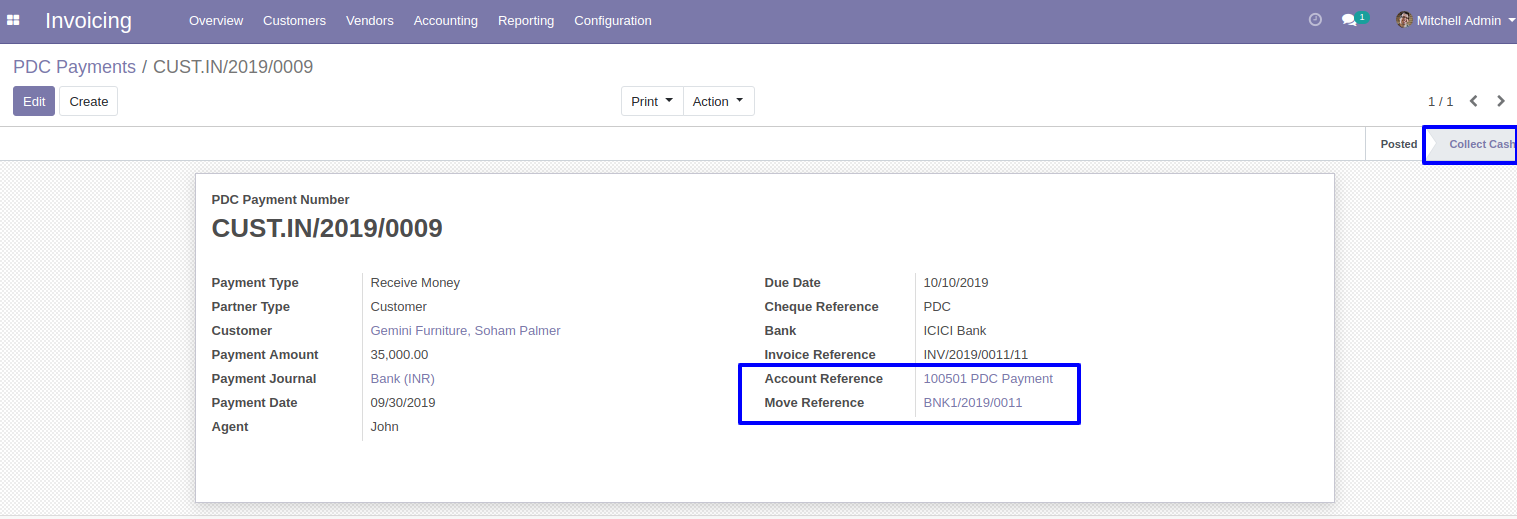 Invoicing Overview Customers Vendors Accounting Reporting Configuration 1 Mitchell Admin
PDC Payments / CUST.IN/2019/0009
Edit Create Print Action 1 / 1
Posted Collect Cash
PDC Payment Number
CUST.IN/2019/0009
Payment Type Receive Money
Partner Type Customer
Customer Gemini Furniture, Soham Palmer
Payment Amount 35,000.00
Payment Journal Bank (INR)
Payment Date 09/30/2019
Agent John
Due Date 10/10/2019
Cheque Reference PDC
Bank ICICI Bank
Invoice Reference INV/2019/0011/11
Account Reference 100501 PDC Payment
Move Reference BNK1/2019/0011